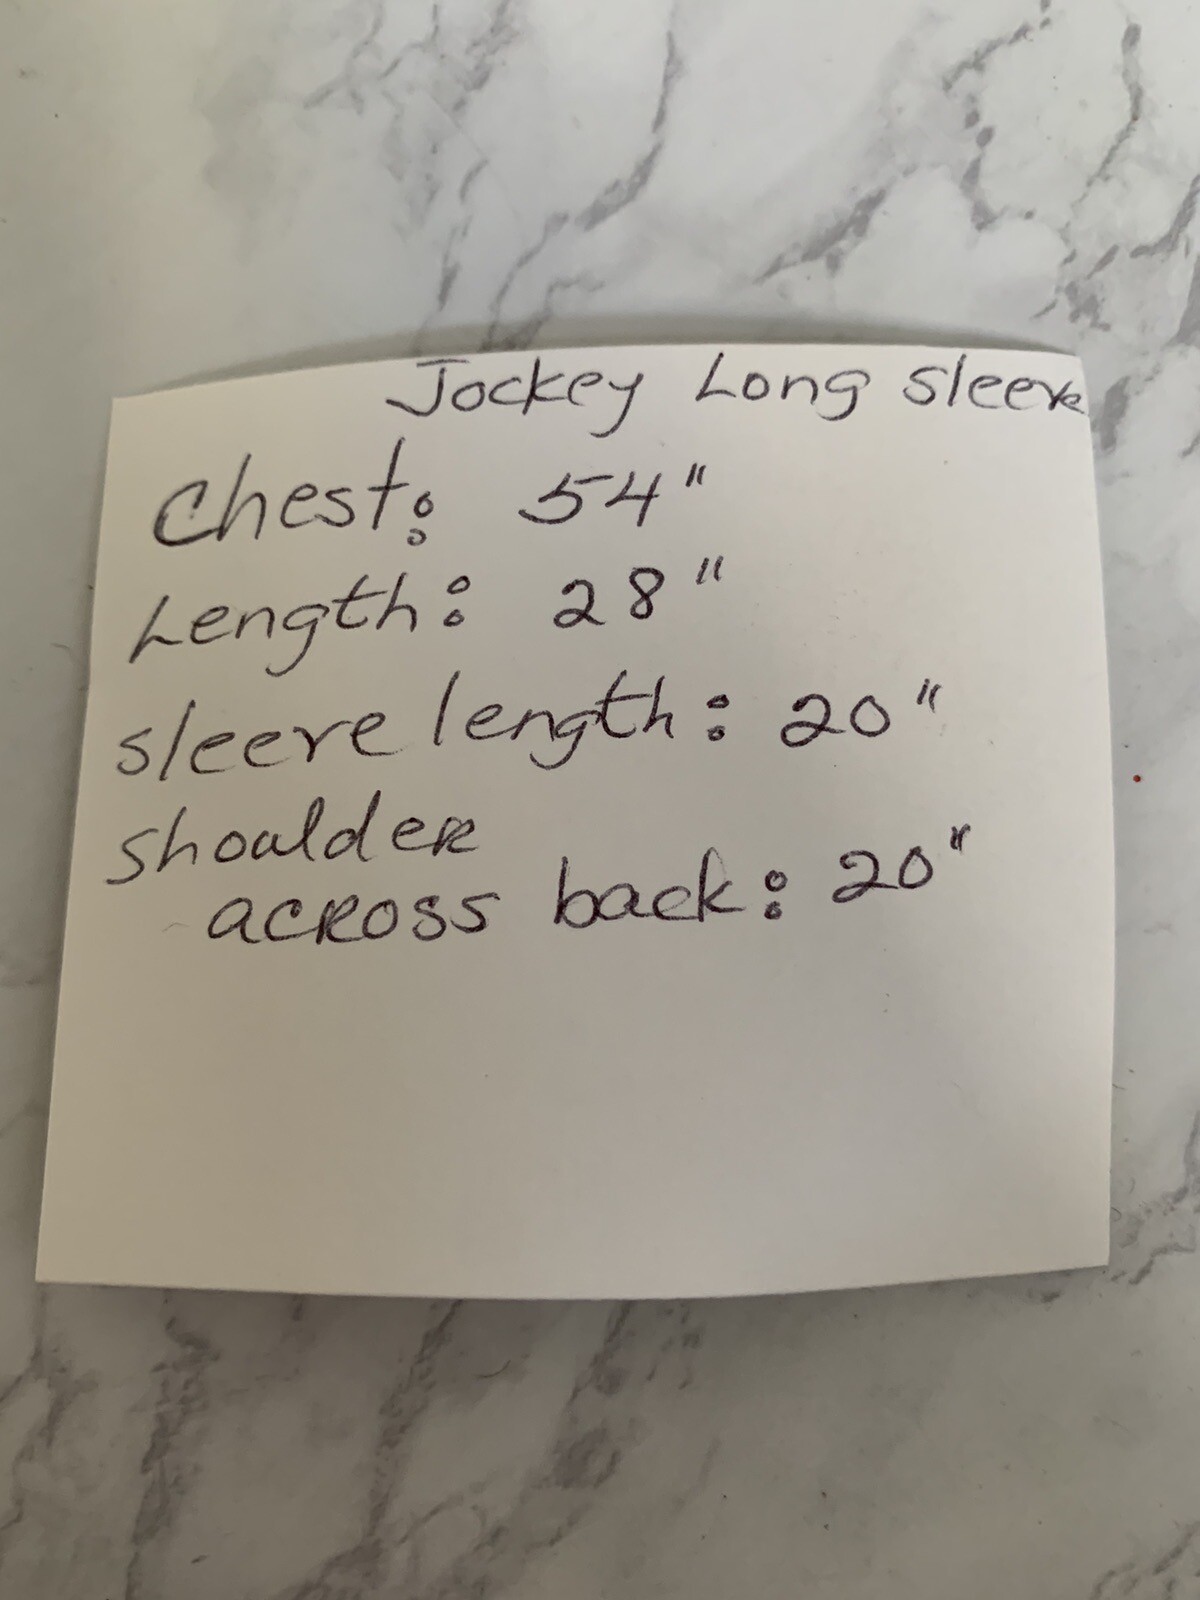 Jockey Long Sleeve
Chest: 54"
Length: 28"
sleeve length: 20"
shoulder
across back: 20"